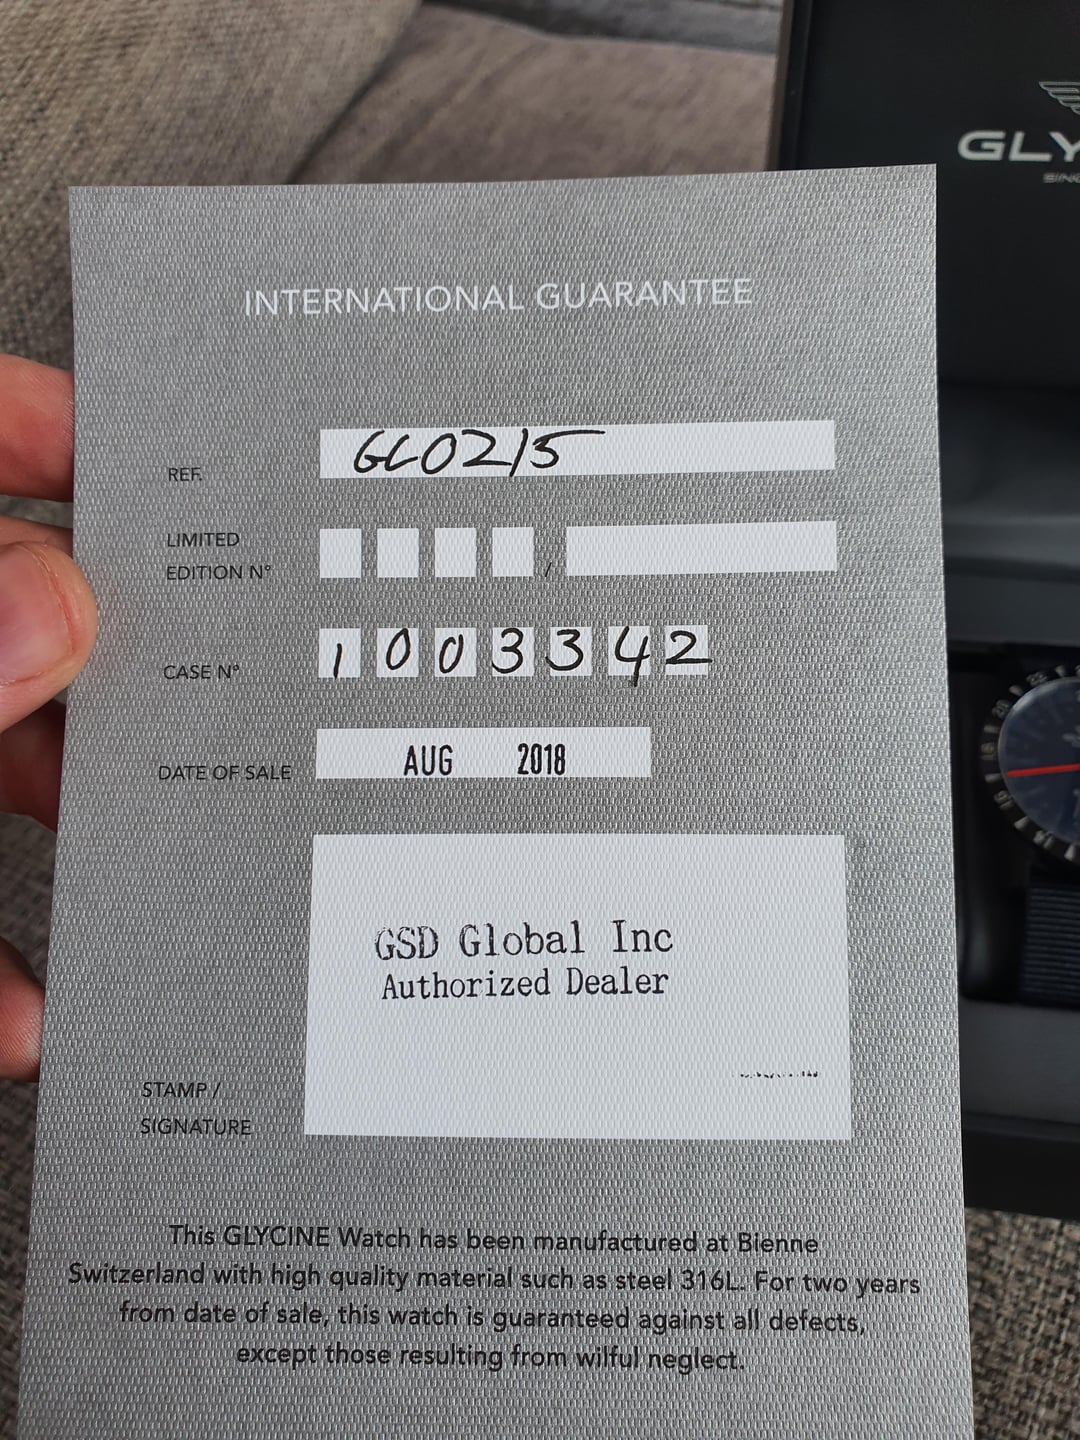 GLY
INTERNATIONAL GUARANTEE
REF. GL0215
LIMITED
EDITION N° /
CASE N° 1003342
DATE OF SALE AUG 2018
GSD Global Inc
Authorized Dealer
STAMP /
SIGNATURE
This GLYCINE Watch has been manufactured at Bienne
Switzerland with high quality material such as steel 316L. For two years
from date of sale, this watch is guaranteed against all defects,
except those resulting from wilful neglect.